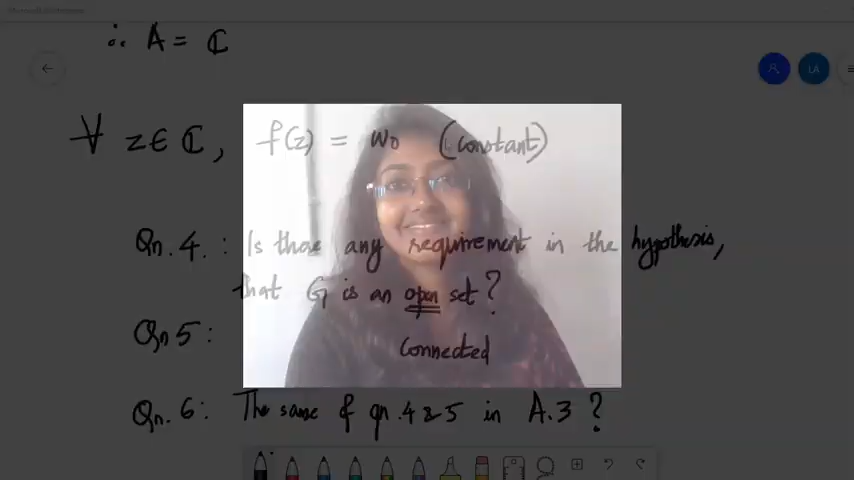 ∴ A = ℂ
∀ z ∈ ℂ, f(z) = w₀ (constant)
Qn. 4. : Is there any requirement in the hypothesis,
that G is an open set?
Qn 5 : connected
Qn. 6 : The same of qn. 4 & 5 in A.3 ?
LA